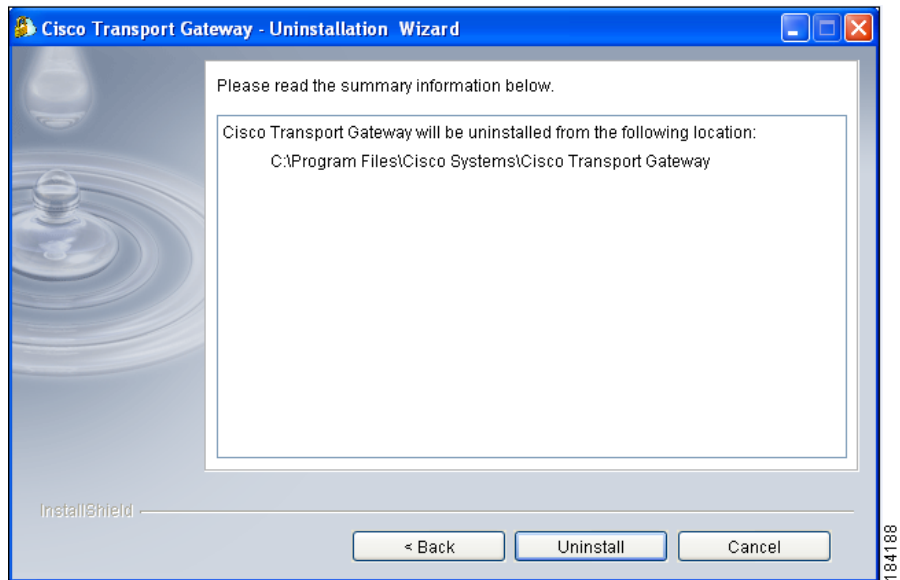 Cisco Transport Gateway - Uninstallation Wizard
Please read the summary information below.
Cisco Transport Gateway will be uninstalled from the following location:
C:\Program Files\Cisco Systems\Cisco Transport Gateway
InstallShield
< Back
Uninstall
Cancel
184188